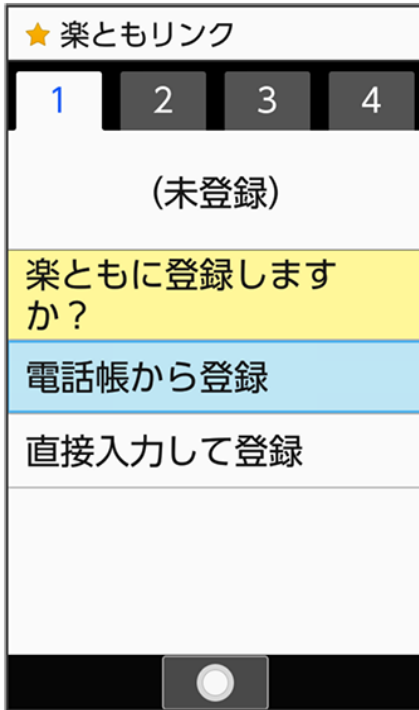 楽ともリンク
1 2 3 4
(未登録)
楽ともに登録します
か？
電話帳から登録
直接入力して登録